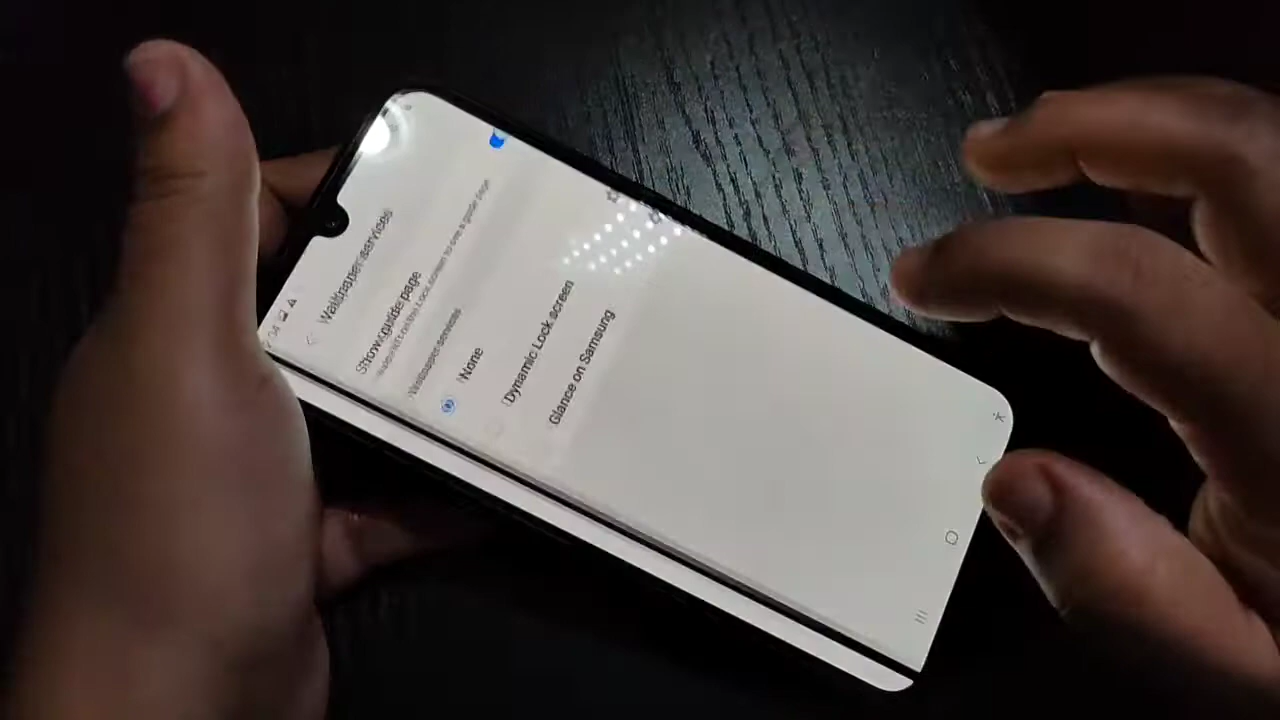 Wallpaper services
Show guide page
Wallpaper services
None
Dynamic Lock screen
Glance on Samsung